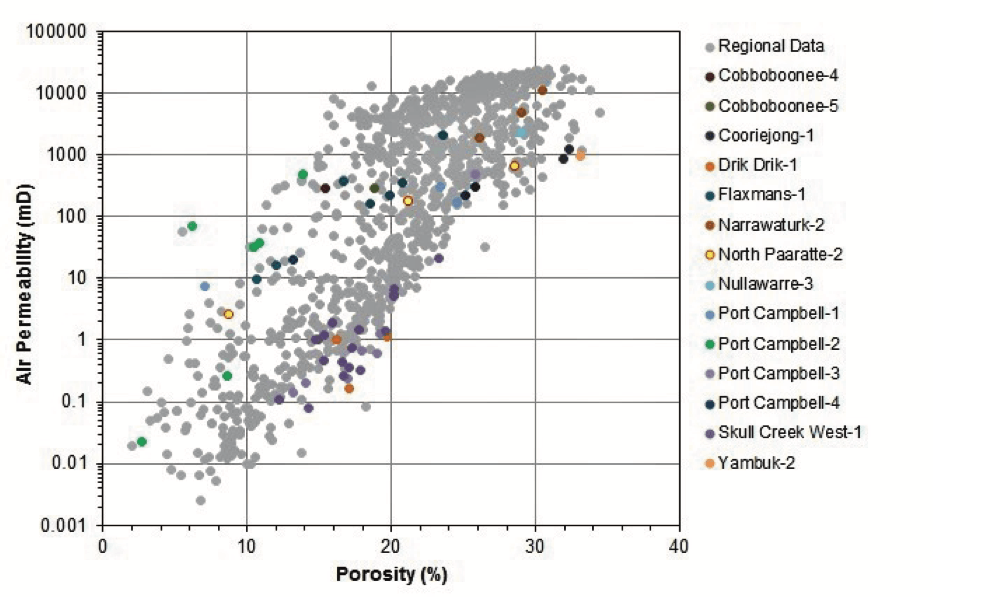 100000
10000
1000
100
10
1
0.1
0.01
0.001
Air Permeability (mD)
0
10
20
30
40
Porosity (%)
Regional Data
Cobboboonee-4
Cobboboonee-5
Cooriejong-1
Drik Drik-1
Flaxmans-1
Narrawaturk-2
North Paaratte-2
Nullawarre-3
Port Campbell-1
Port Campbell-2
Port Campbell-3
Port Campbell-4
Skull Creek West-1
Yambuk-2